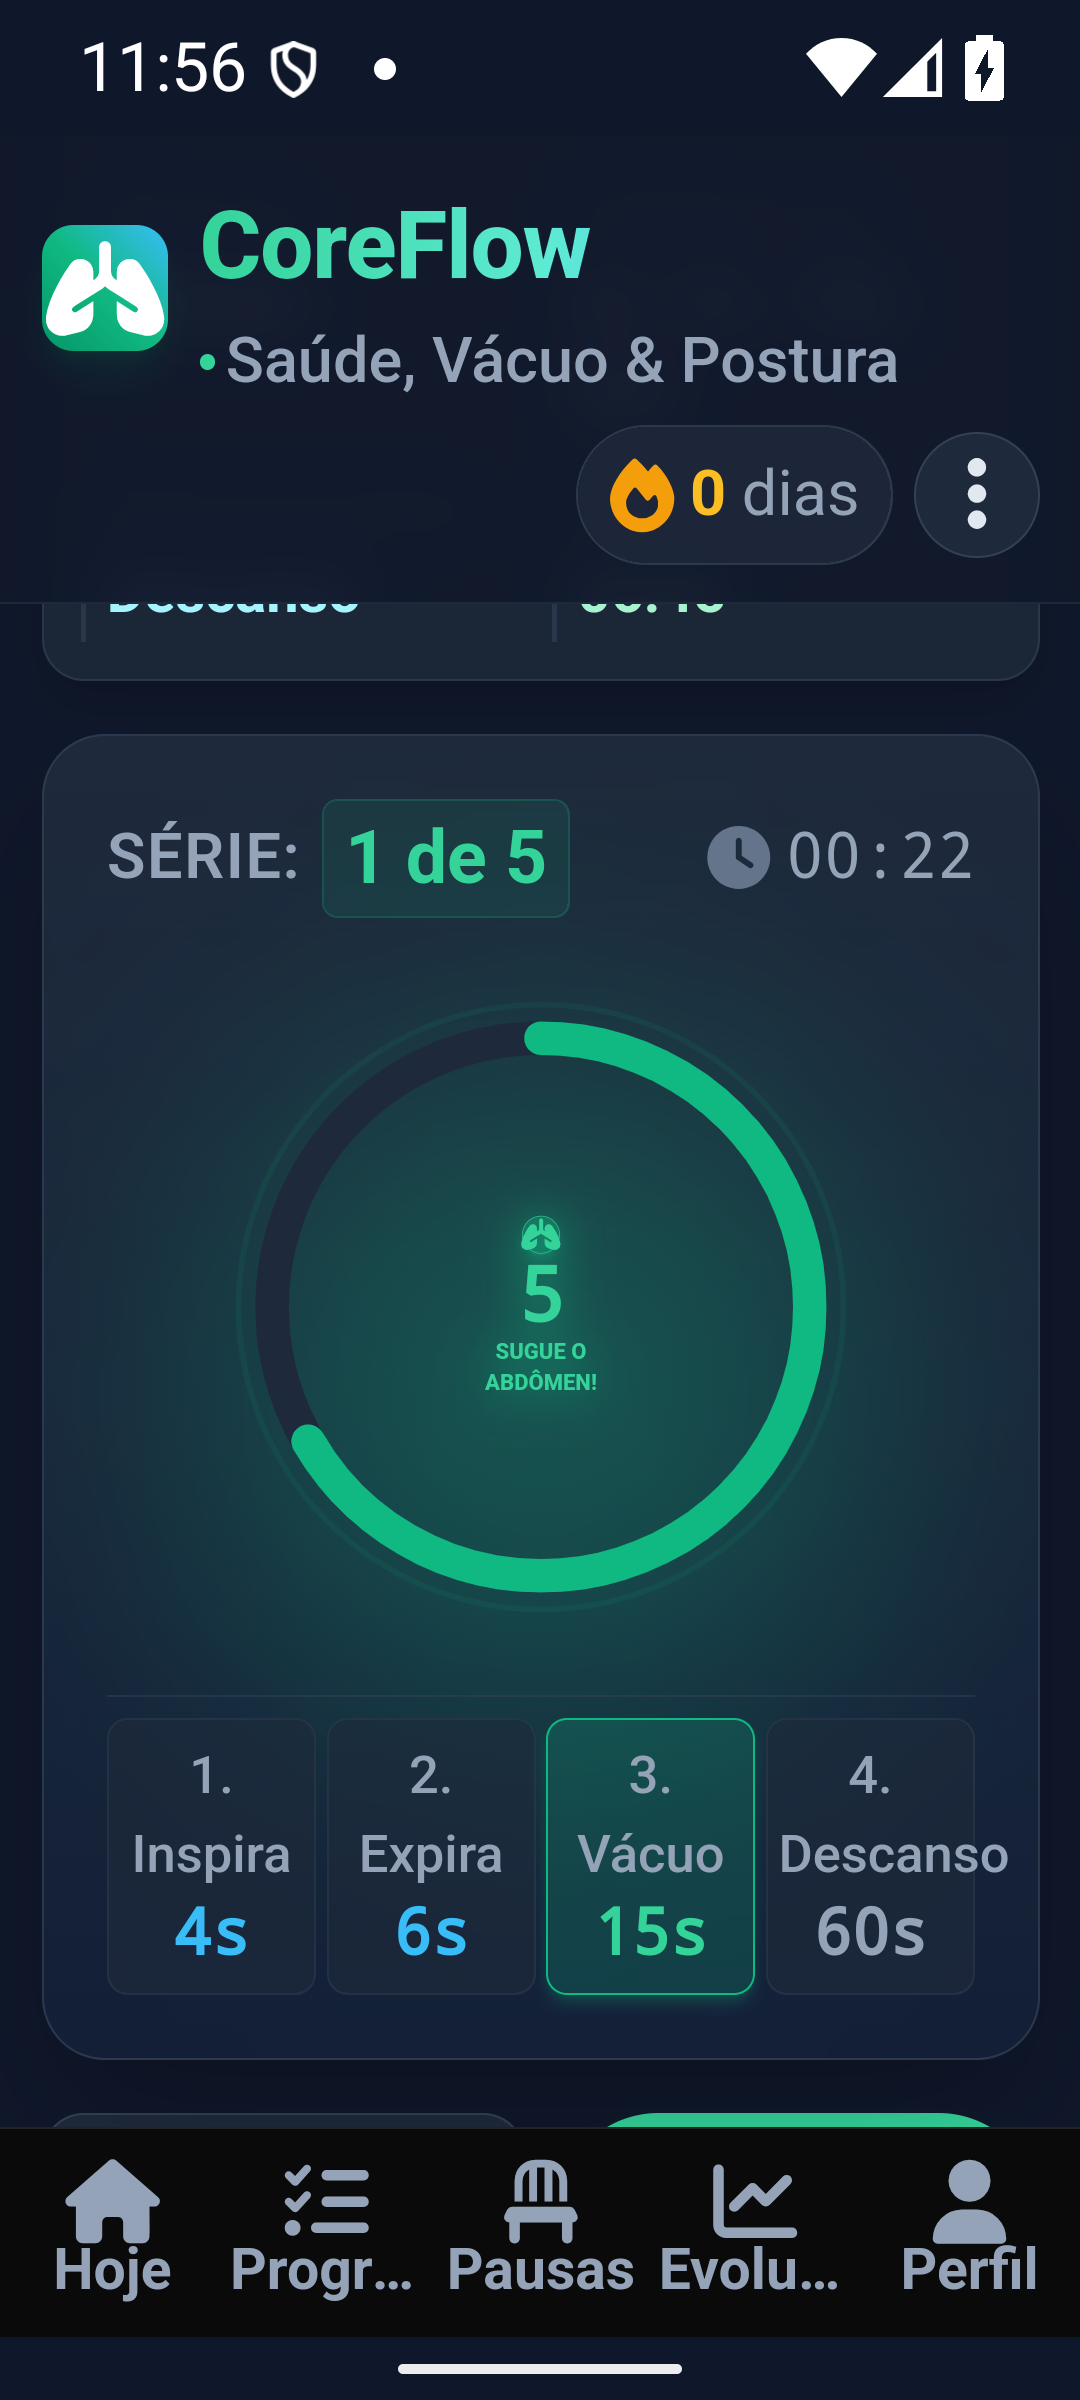 11:56
CoreFlow
Saúde, Vácuo & Postura
0 dias
Descanso
SÉRIE: 1 de 5 00:22
5
SUGUE O
ABDÔMEN!
1. 2. 3. 4.
Inspira Expira Vácuo Descanso
4s 6s 15s 60s
Hoje Progr... Pausas Evolu... Perfil